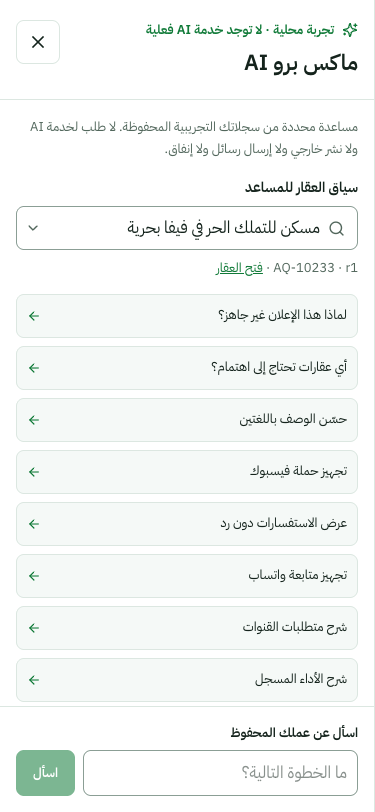 تجربة محلية · لا توجد خدمة AI فعلية
ماكس برو AI
مساعدة محددة من سجلاتك التجريبية المحفوظة. لا طلب لخدمة AI
ولا نشر خارجي ولا إرسال رسائل ولا إنفاق.
سياق العقار للمساعد
مسكن للتملك الحر في فيفا بحرية
AQ-10233 · r1 · فتح العقار
لماذا هذا الإعلان غير جاهز؟
أي عقارات تحتاج إلى اهتمام؟
حسّن الوصف باللغتين
تجهيز حملة فيسبوك
عرض الاستفسارات دون رد
تجهيز متابعة واتساب
شرح متطلبات القنوات
شرح الأداء المسجل
اسأل عن عملك المحفوظ
ما الخطوة التالية؟
اسأل